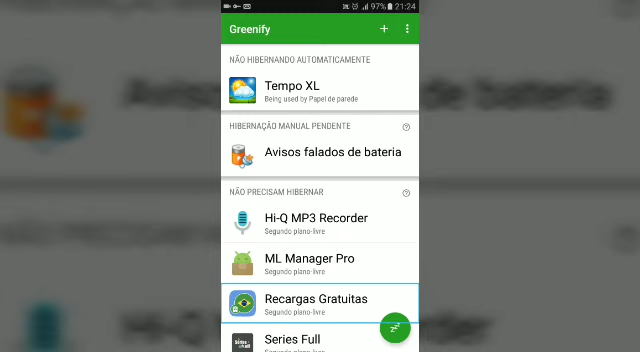 97% 21:24
Greenify
NÃO HIBERNANDO AUTOMATICAMENTE
Tempo XL
Being used by Papel de parede
HIBERNAÇÃO MANUAL PENDENTE
Avisos falados de bateria
NÃO PRECISAM HIBERNAR
Hi-Q MP3 Recorder
Segundo plano-livre
ML Manager Pro
Segundo plano-livre
Recargas Gratuitas
Segundo plano-livre
Series Full